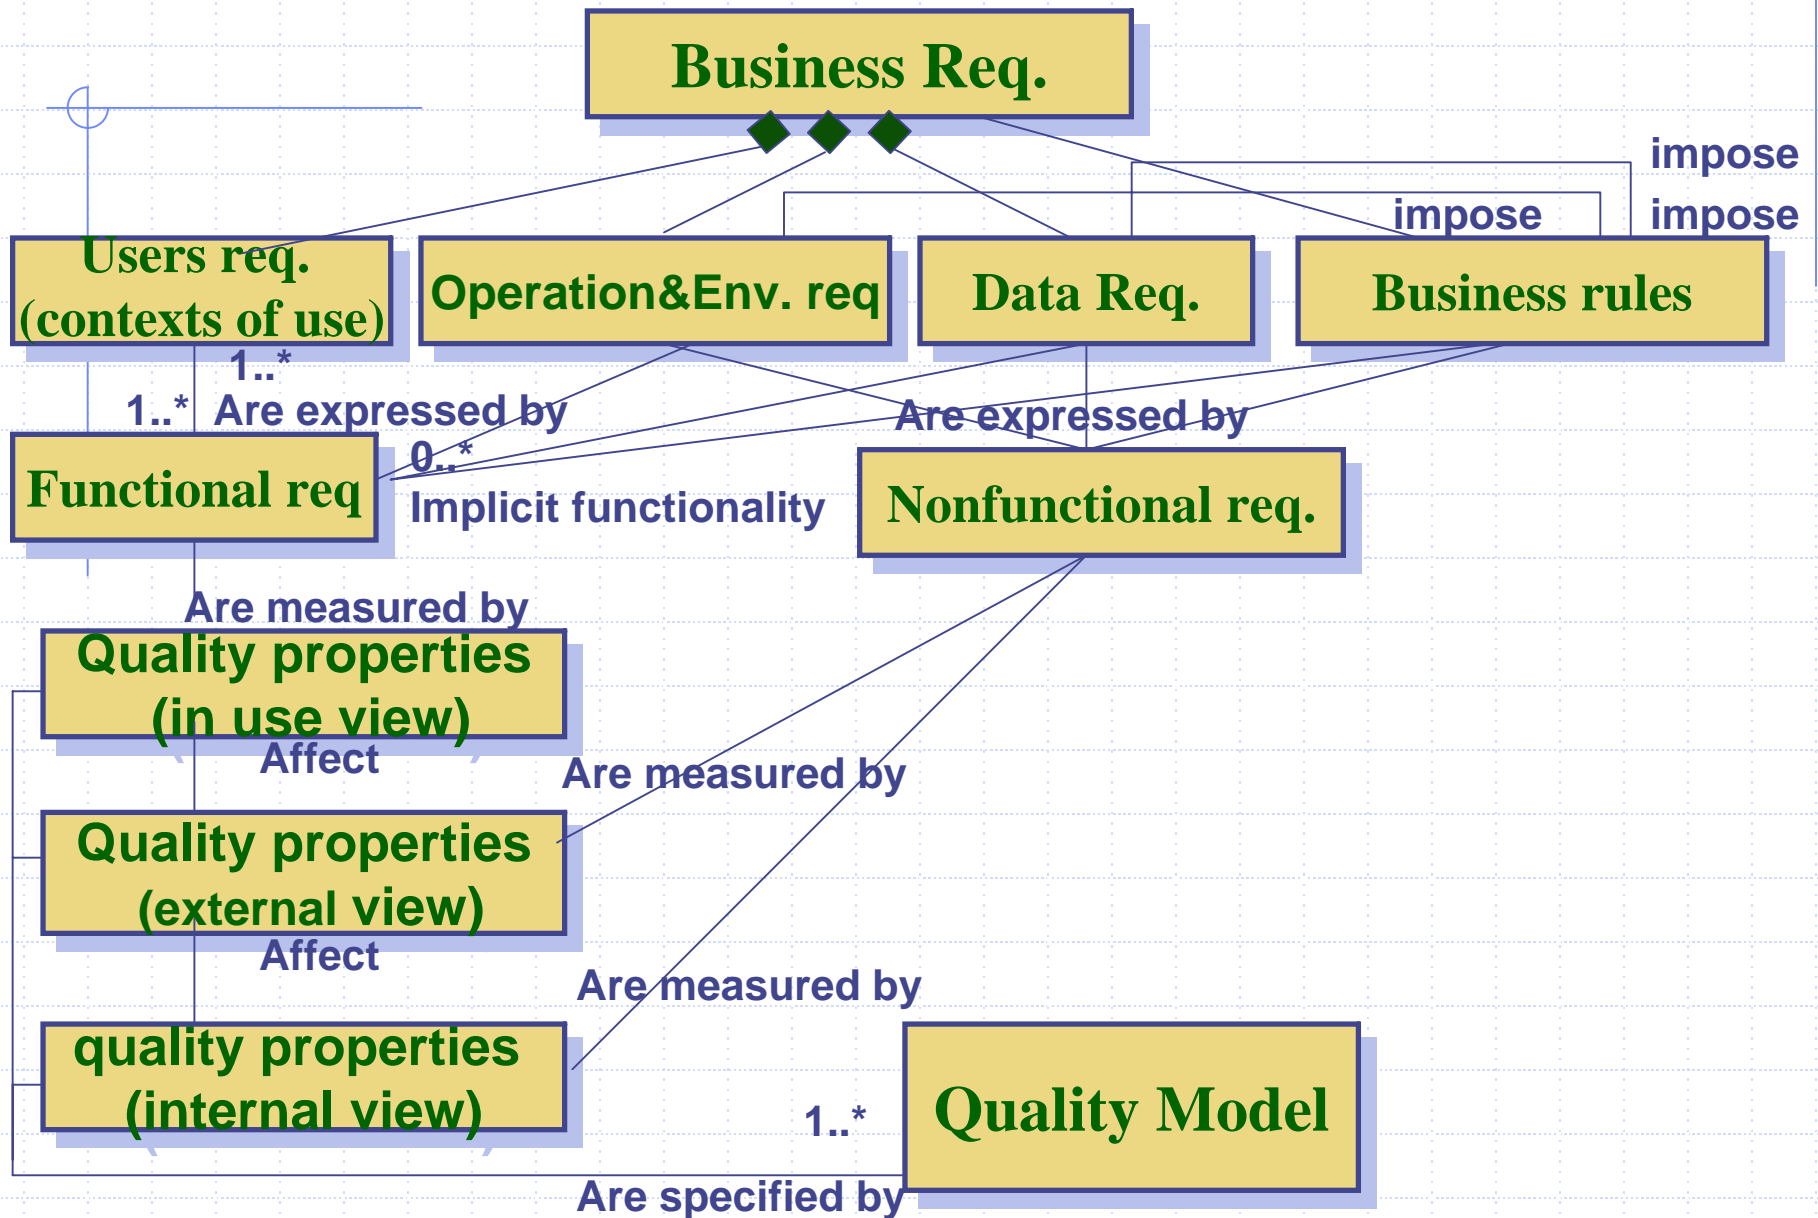 Business Req.
impose
impose impose
Users req.
(contexts of use)
Operation&Env. req
Data Req.
Business rules
1..*
1..* Are expressed by
Are expressed by
0..*
Functional req
Implicit functionality
Nonfunctional req.
Are measured by
Quality properties
(in use view)
Affect
Are measured by
Quality properties
(external view)
Affect
Are measured by
quality properties
(internal view)
1..*
Quality Model
Are specified by